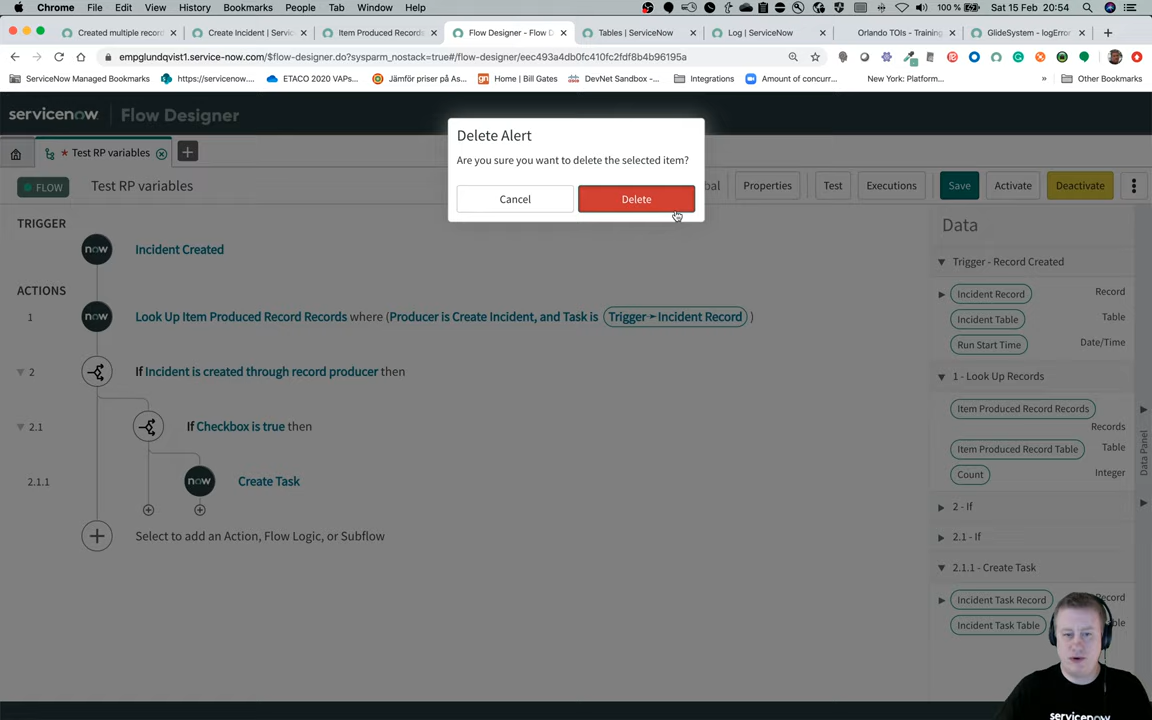 Chrome File Edit View History Bookmarks People Tab Window Help 100 % Sat 15 Feb 20:54
Created multiple recor
Create Incident | Servic
Item Produced Records
Flow Designer - Flow D
Tables | ServiceNow
Log | ServiceNow
Orlando TOIs - Training
GlideSystem - logError
empglundqvist1.service-now.com/$flow-designer.do?sysparm_nostack=true#/flow-designer/eec493a4db0fc410fc2fdf8b4b96195a
ServiceNow Managed Bookmarks
https://servicenow.
ETACO 2020 VAPs...
Jämför priser på As...
Home | Bill Gates
DevNet Sandbox -...
Integrations
Amount of concurr...
New York: Platform...
»
Other Bookmarks
servicenow Flow Designer
* Test RP variables
FLOW Test RP variables
bal
Properties
Test
Executions
Save
Activate
Deactivate
Delete Alert
Are you sure you want to delete the selected item?
Cancel
Delete
TRIGGER
now Incident Created
ACTIONS
1 now Look Up Item Produced Record Records where (Producer is Create Incident, and Task is Trigger➛Incident Record )
2 If Incident is created through record producer then
2.1 If Checkbox is true then
2.1.1 now Create Task
Select to add an Action, Flow Logic, or Subflow
Data
Trigger - Record Created
Incident Record Record
Incident Table Table
Run Start Time Date/Time
1 - Look Up Records
Item Produced Record Records
Records
Item Produced Record Table Table
Count Integer
2 - If
2.1 - If
2.1.1 - Create Task
Incident Task Record
Incident Task Table
Data Panel
servicenow